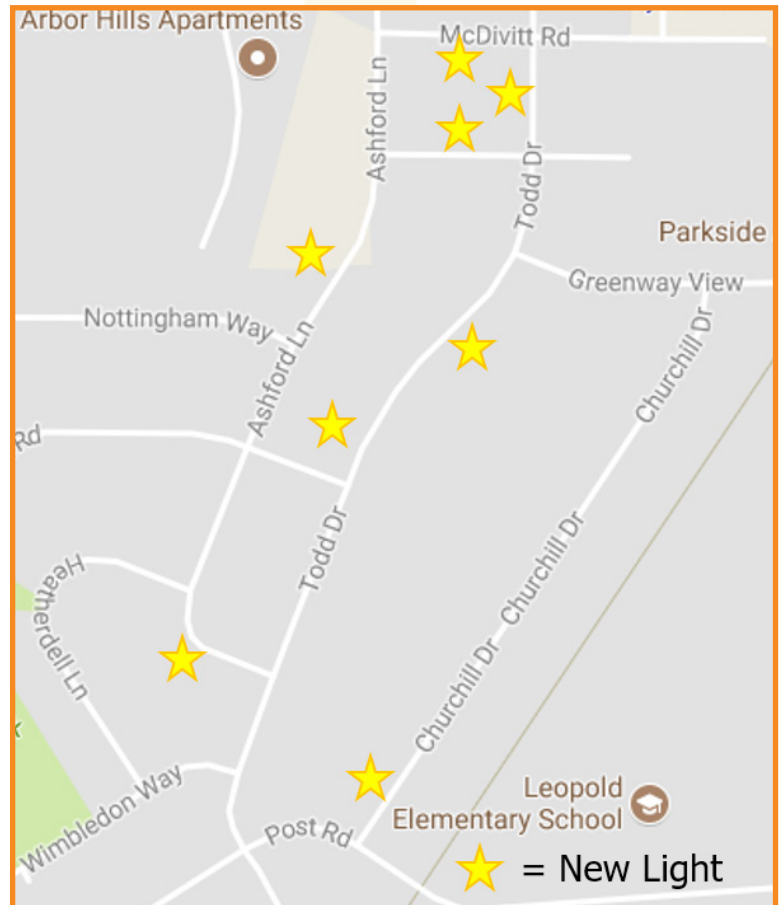 Arbor Hills Apartments
McDivitt Rd
Ashford Ln
Todd Dr
Parkside
Greenway View
Nottingham Way
Ashford Ln
Churchill Dr
Rd
Todd Dr
Churchill Dr
Heatherdell Ln
Churchill Dr
Wimbledon Way
Post Rd
Leopold
Elementary School
= New Light